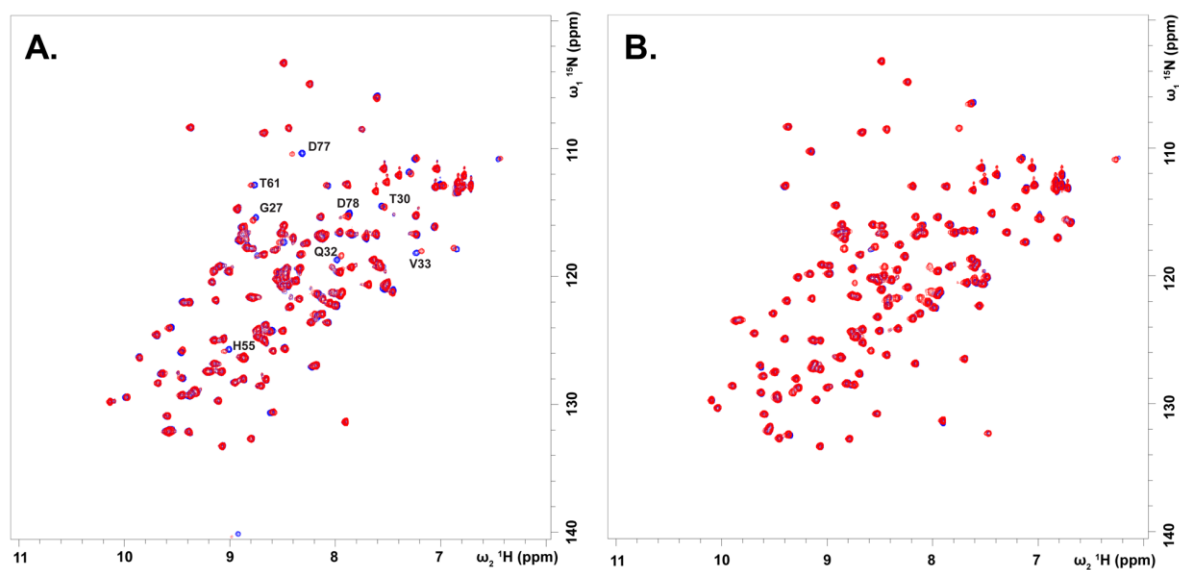 A.
B.
D77
T61
G27
D78
T30
Q32
V33
H55
110
120
130
140
ω₁ ¹⁵N (ppm)
11
10
9
8
7
ω₂ ¹H (ppm)
110
120
130
140
ω₁ ¹⁵N (ppm)
11
10
9
8
7
ω₂ ¹H (ppm)